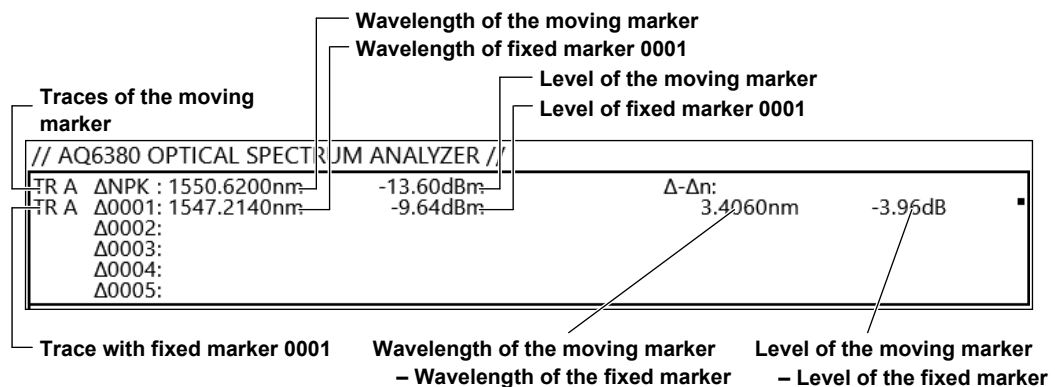 Wavelength of the moving marker
Wavelength of fixed marker 0001
Level of the moving marker
Level of fixed marker 0001
Traces of the moving
marker
// AQ6380 OPTICAL SPECTRUM ANALYZER //
TR A ΔNPK : 1550.6200nm -13.60dBm Δ-Δn:
TR A Δ0001: 1547.2140nm -9.64dBm 3.4060nm -3.96dB
Δ0002:
Δ0003:
Δ0004:
Δ0005:
Trace with fixed marker 0001
Wavelength of the moving marker
– Wavelength of the fixed marker
Level of the moving marker
– Level of the fixed marker